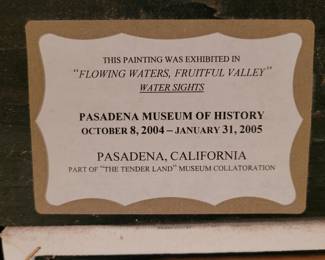 THIS PAINTING WAS EXHIBITED IN
"FLOWING WATERS, FRUITFUL VALLEY"
WATER SIGHTS
PASADENA MUSEUM OF HISTORY
OCTOBER 8, 2004 – JANUARY 31, 2005
PASADENA, CALIFORNIA
PART OF "THE TENDER LAND" MUSEUM COLLATORATION